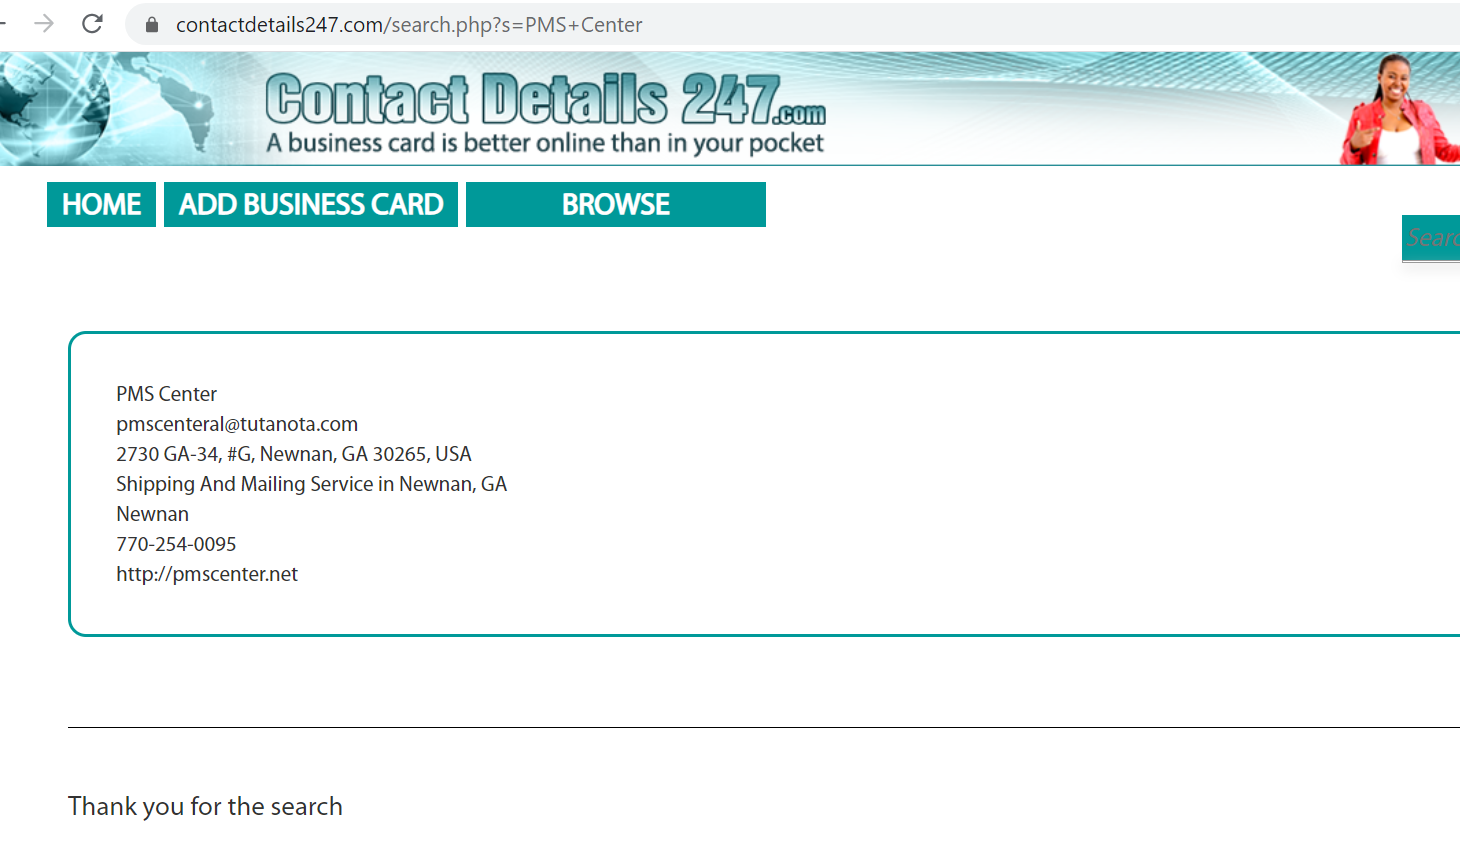 contactdetails247.com/search.php?s=PMS+Center
Contact Details 247.com
A business card is better online than in your pocket
HOME
ADD BUSINESS CARD
BROWSE
PMS Center
pmscenteral@tutanota.com
2730 GA-34, #G, Newnan, GA 30265, USA
Shipping And Mailing Service in Newnan, GA
Newnan
770-254-0095
http://pmscenter.net
Thank you for the search